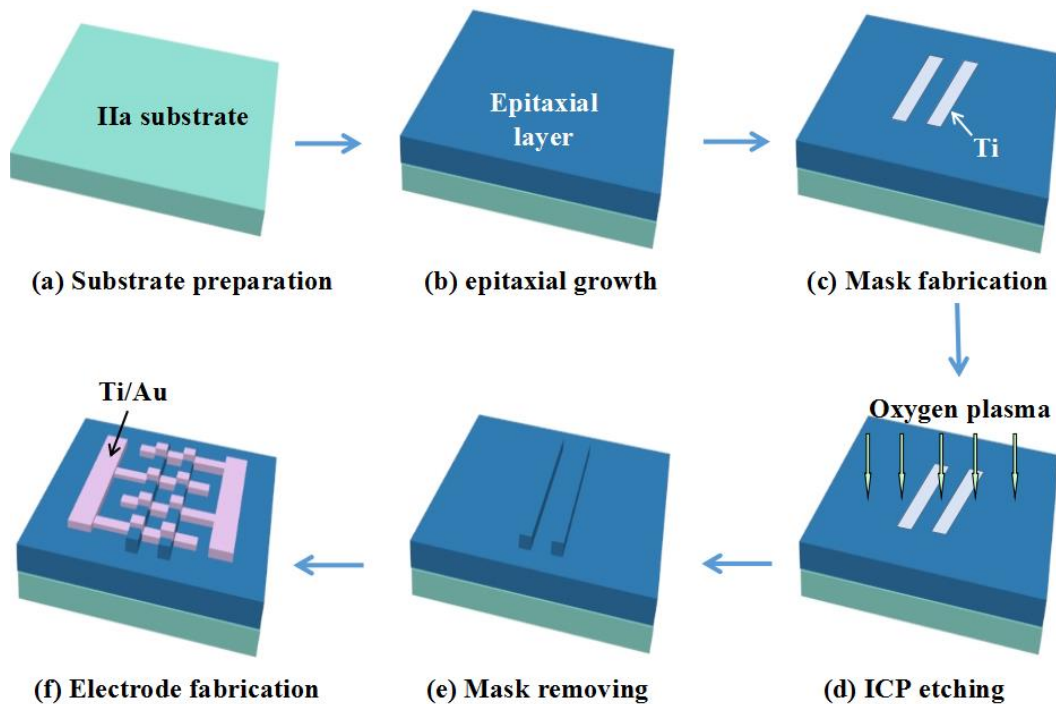 IIa substrate
Epitaxial
layer
Ti
(a) Substrate preparation
(b) epitaxial growth
(c) Mask fabrication
Ti/Au
Oxygen plasma
(f) Electrode fabrication
(e) Mask removing
(d) ICP etching